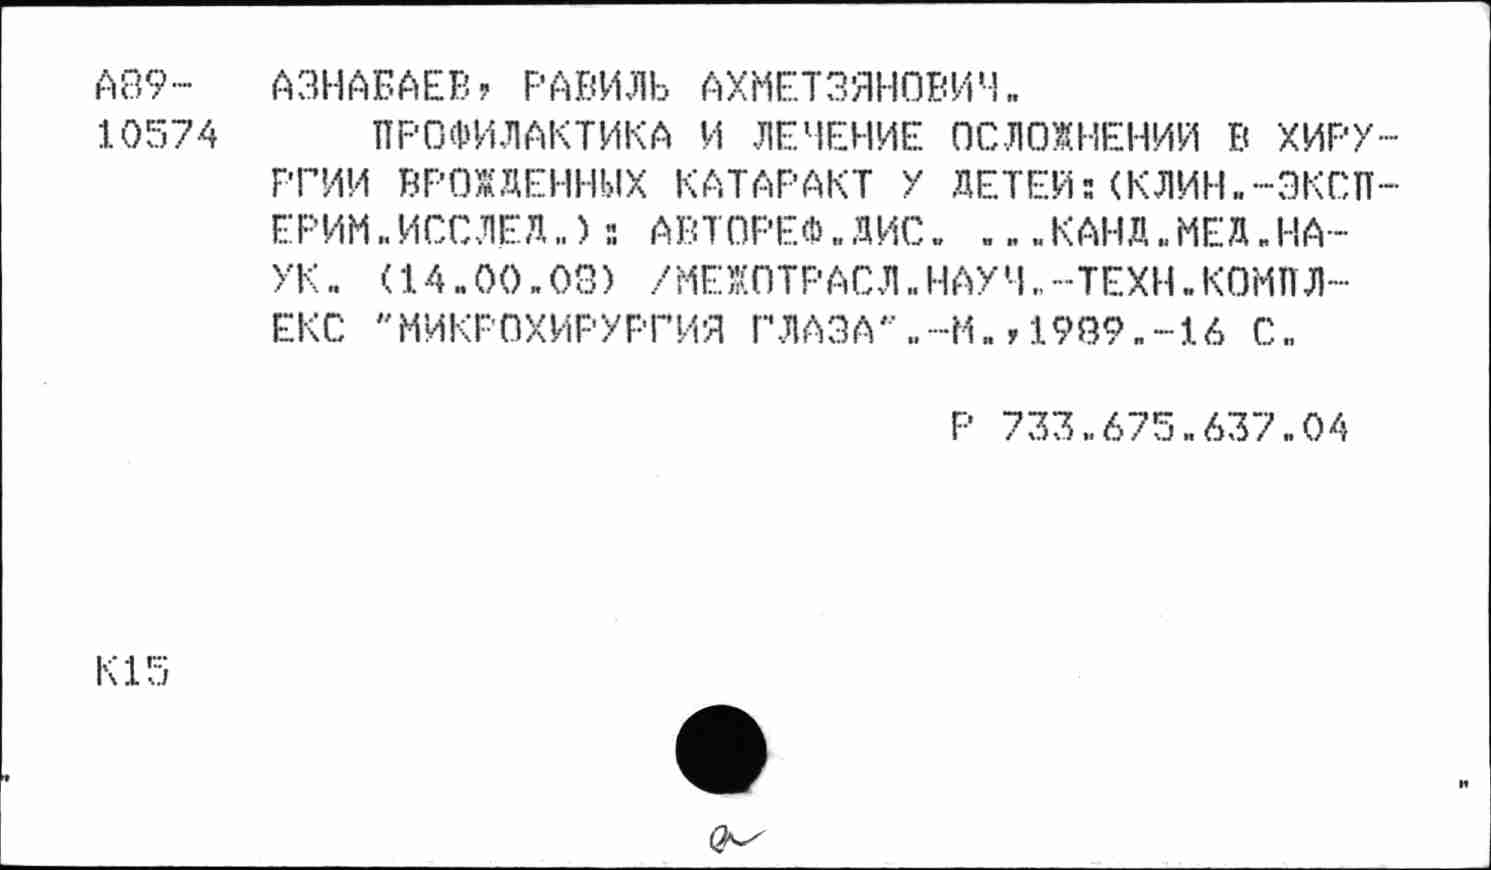 А89- АЗНАБАЕВ, РАВИЛЬ АХМЕТЗЯНОВИЧ.
10574 ПРОФИЛАКТИКА И ЛЕЧЕНИЕ ОСЛОЖНЕНИЙ В ХИРУ-
РГИИ ВРОЖДЕННЫХ КАТАРАКТ У ДЕТЕЙ:(КЛИН.-ЭКСП-
ЕРИМ.ИССЛЕД.): АВТОРЕФ.ДИС. ...КАНД.МЕД.НА-
УК. (14.00.08) /МЕЖОТРАСЛ.НАУЧ.-ТЕХН.КОМПЛ-
ЕКС "МИКРОХИРУРГИЯ ГЛАЗА".-М.,1989.-16 С.
Р 733.675.637.04
К15